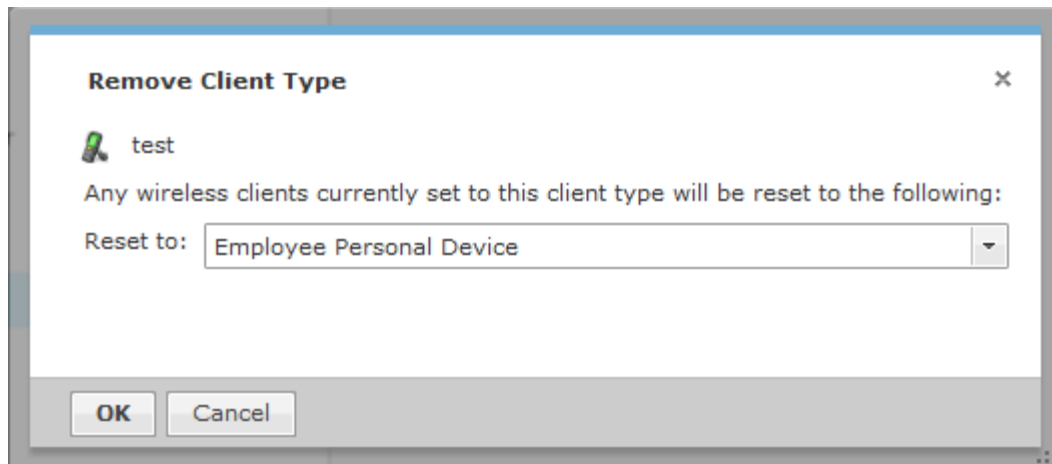 Remove Client Type
test
Any wireless clients currently set to this client type will be reset to the following:
Reset to: Employee Personal Device
OK Cancel